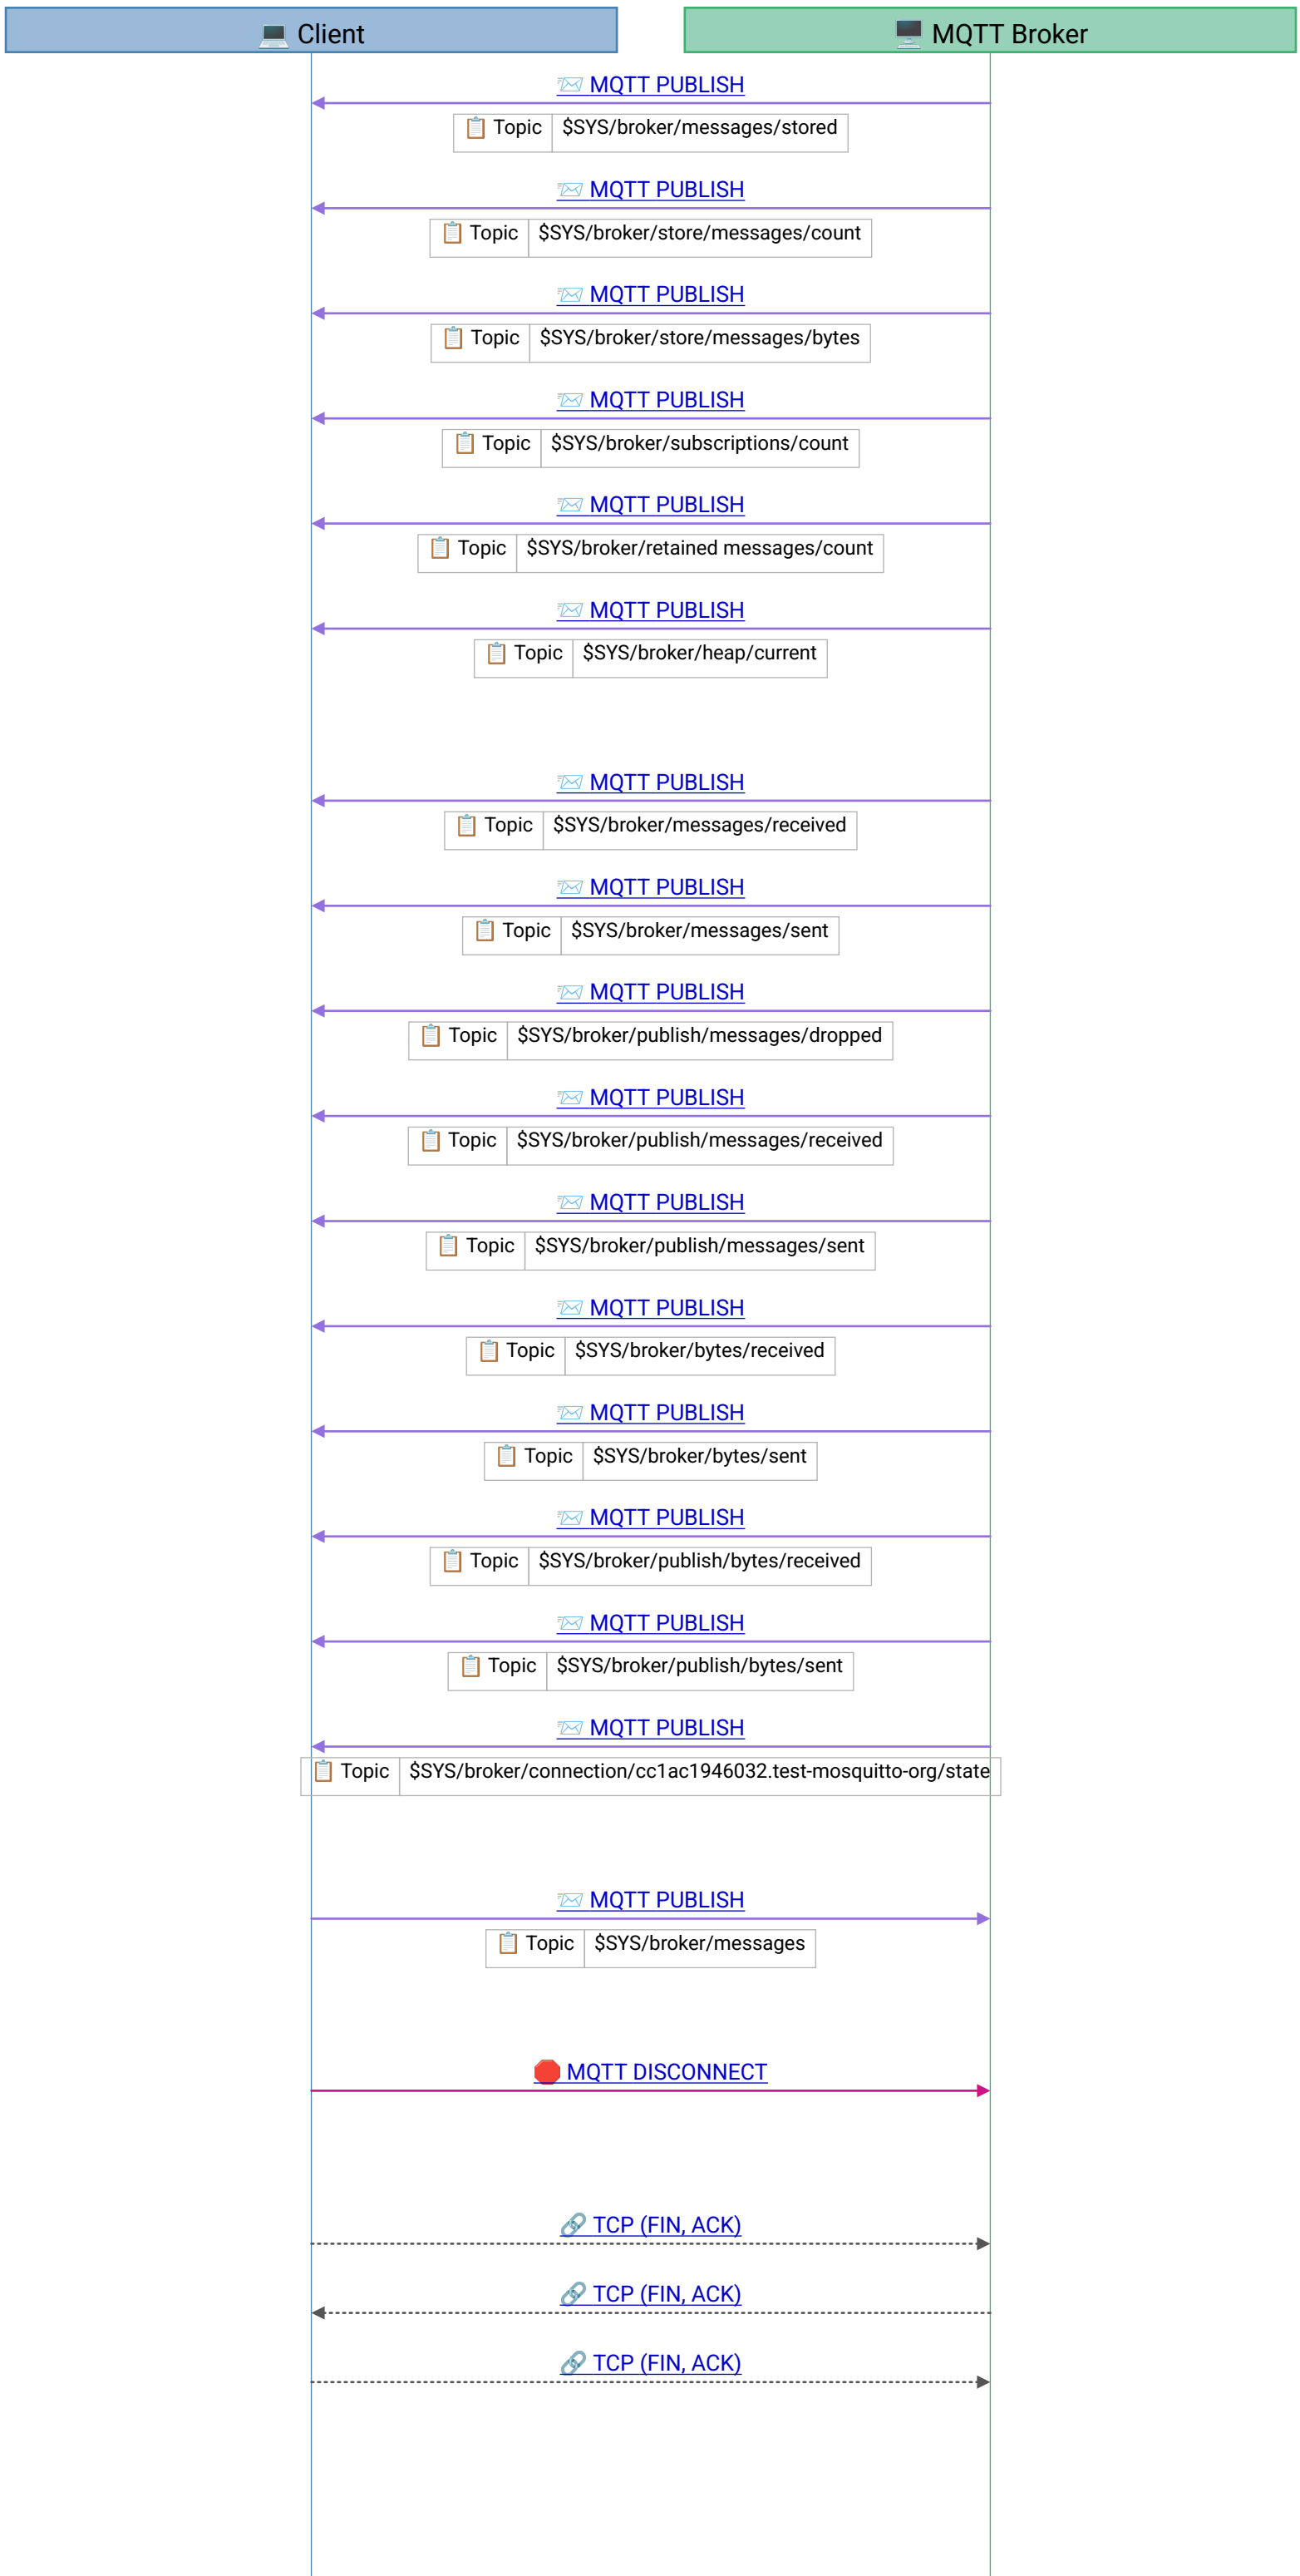 💻 Client
🖥️ MQTT Broker
📨 MQTT PUBLISH
📋 Topic $SYS/broker/messages/stored
📨 MQTT PUBLISH
📋 Topic $SYS/broker/store/messages/count
📨 MQTT PUBLISH
📋 Topic $SYS/broker/store/messages/bytes
📨 MQTT PUBLISH
📋 Topic $SYS/broker/subscriptions/count
📨 MQTT PUBLISH
📋 Topic $SYS/broker/retained messages/count
📨 MQTT PUBLISH
📋 Topic $SYS/broker/heap/current
📨 MQTT PUBLISH
📋 Topic $SYS/broker/messages/received
📨 MQTT PUBLISH
📋 Topic $SYS/broker/messages/sent
📨 MQTT PUBLISH
📋 Topic $SYS/broker/publish/messages/dropped
📨 MQTT PUBLISH
📋 Topic $SYS/broker/publish/messages/received
📨 MQTT PUBLISH
📋 Topic $SYS/broker/publish/messages/sent
📨 MQTT PUBLISH
📋 Topic $SYS/broker/bytes/received
📨 MQTT PUBLISH
📋 Topic $SYS/broker/bytes/sent
📨 MQTT PUBLISH
📋 Topic $SYS/broker/publish/bytes/received
📨 MQTT PUBLISH
📋 Topic $SYS/broker/publish/bytes/sent
📨 MQTT PUBLISH
📋 Topic $SYS/broker/connection/cc1ac1946032.test-mosquitto-org/state
📨 MQTT PUBLISH
📋 Topic $SYS/broker/messages
🛑 MQTT DISCONNECT
🔗 TCP (FIN, ACK)
🔗 TCP (FIN, ACK)
🔗 TCP (FIN, ACK)